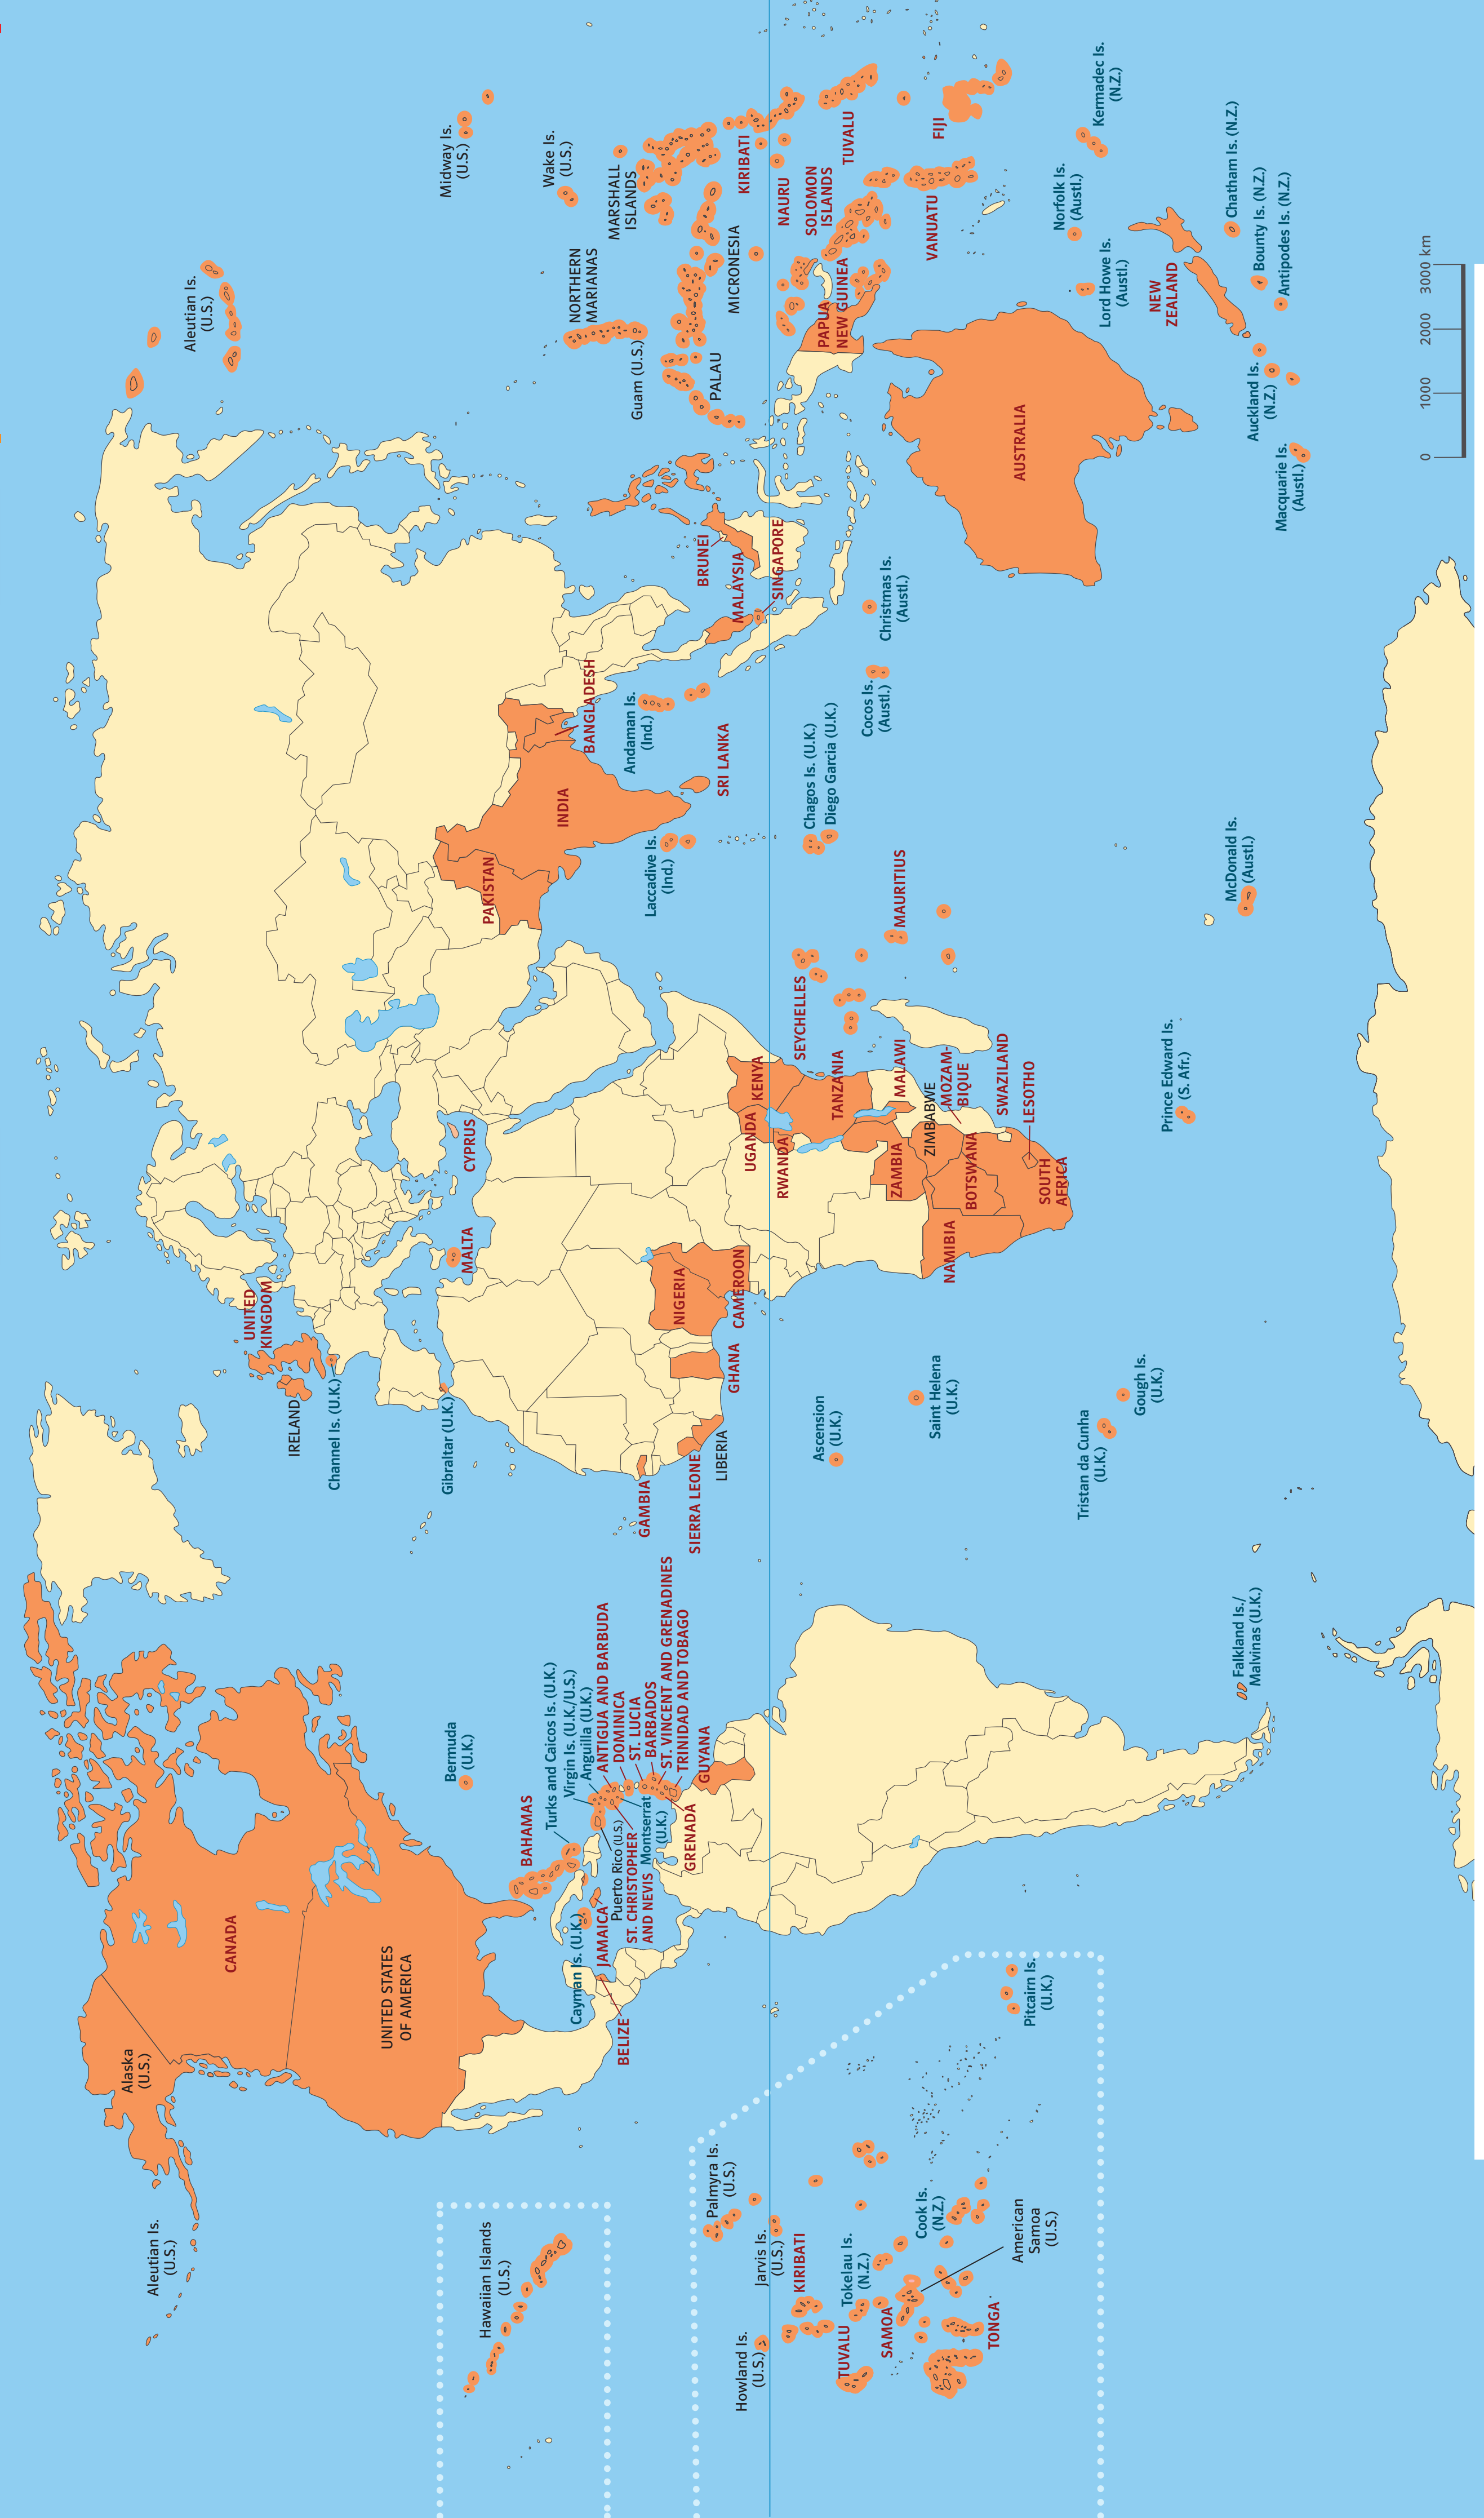 Aleutian Is.
(U.S.)
Alaska
(U.S.)
CANADA
UNITED STATES
OF AMERICA
Hawaiian Islands
(U.S.)
Bermuda
(U.K.)
BAHAMAS
Turks and Caicos Is. (U.K.)
Virgin Is. (U.K./U.S.)
Anguilla (U.K.)
ANTIGUA AND BARBUDA
DOMINICA
ST. LUCIA
BARBADOS
ST. VINCENT AND GRENADINES
TRINIDAD AND TOBAGO
GUYANA
GRENADA
Montserrat
(U.K.)
ST. CHRISTOPHER
AND NEVIS
Puerto Rico (U.S.)
JAMAICA
Cayman Is. (U.K.)
BELIZE
Palmyra Is.
(U.S.)
Jarvis Is.
(U.S.)
Howland Is.
(U.S.)
KIRIBATI
Tokelau Is.
(N.Z.)
TUVALU
SAMOA
Cook Is.
(N.Z.)
American
Samoa
(U.S.)
TONGA
Pitcairn Is.
(U.K.)
Falkland Is./
Malvinas (U.K.)
UNITED
KINGDOM
IRELAND
Channel Is. (U.K.)
Gibraltar (U.K.)
MALTA
CYPRUS
GAMBIA
SIERRA LEONE
LIBERIA
GHANA
NIGERIA
CAMEROON
UGANDA
KENYA
RWANDA
TANZANIA
SEYCHELLES
MALAWI
ZAMBIA
ZIMBABWE
MOZAM-
BIQUE
BOTSWANA
NAMIBIA
SWAZILAND
LESOTHO
SOUTH
AFRICA
MAURITIUS
Ascension
(U.K.)
Saint Helena
(U.K.)
Tristan da Cunha
(U.K.)
Gough Is.
(U.K.)
Prince Edward Is.
(S. Afr.)
McDonald Is.
(Austl.)
PAKISTAN
INDIA
BANGLADESH
SRI LANKA
Laccadive Is.
(Ind.)
Andaman Is.
(Ind.)
Chagos Is. (U.K.)
Diego Garcia (U.K.)
Cocos Is.
(Austl.)
Christmas Is.
(Austl.)
BRUNEI
MALAYSIA
SINGAPORE
Aleutian Is.
(U.S.)
Midway Is.
(U.S.)
Wake Is.
(U.S.)
MARSHALL
ISLANDS
NORTHERN
MARIANAS
Guam (U.S.)
MICRONESIA
PALAU
KIRIBATI
NAURU
SOLOMON
ISLANDS
TUVALU
PAPUA
NEW GUINEA
VANUATU
FIJI
AUSTRALIA
Norfolk Is.
(Austl.)
Lord Howe Is.
(Austl.)
Kermadec Is.
(N.Z.)
NEW
ZEALAND
Chatham Is. (N.Z.)
Bounty Is. (N.Z.)
Antipodes Is. (N.Z.)
Auckland Is.
(N.Z.)
Macquarie Is.
(Austl.)
0 1000 2000 3000 km